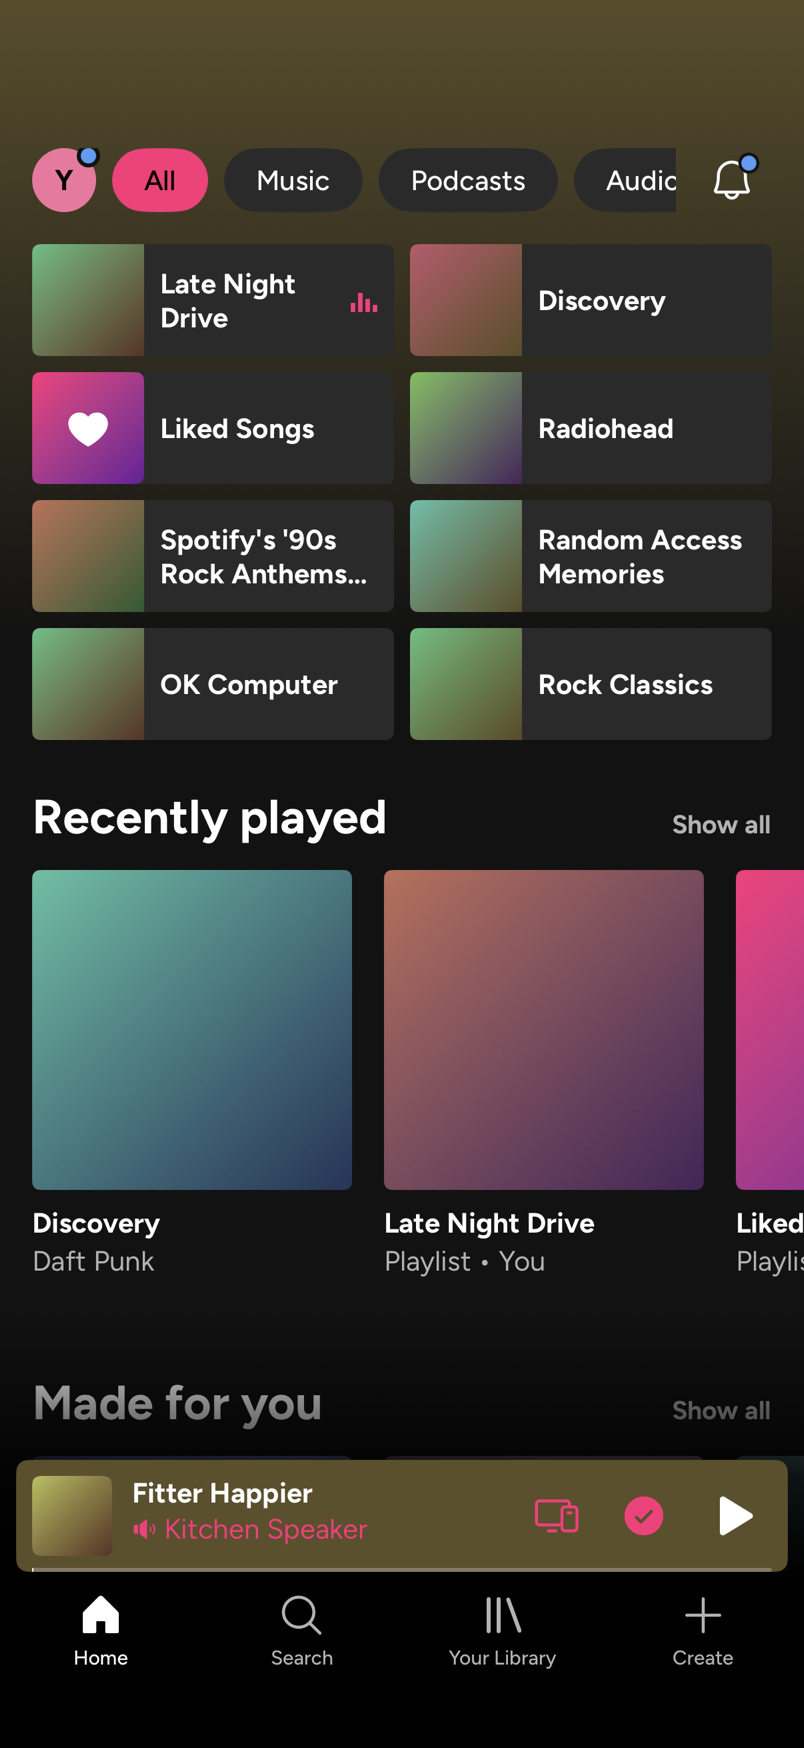 Y
All
Music
Podcasts
Audio
Late Night
Drive
Discovery
Liked Songs
Radiohead
Spotify's '90s
Rock Anthems...
Random Access
Memories
OK Computer
Rock Classics
Recently played
Show all
Discovery
Daft Punk
Late Night Drive
Playlist • You
Liked
Playlis
Made for you
Show all
Fitter Happier
Kitchen Speaker
Home
Search
Your Library
Create